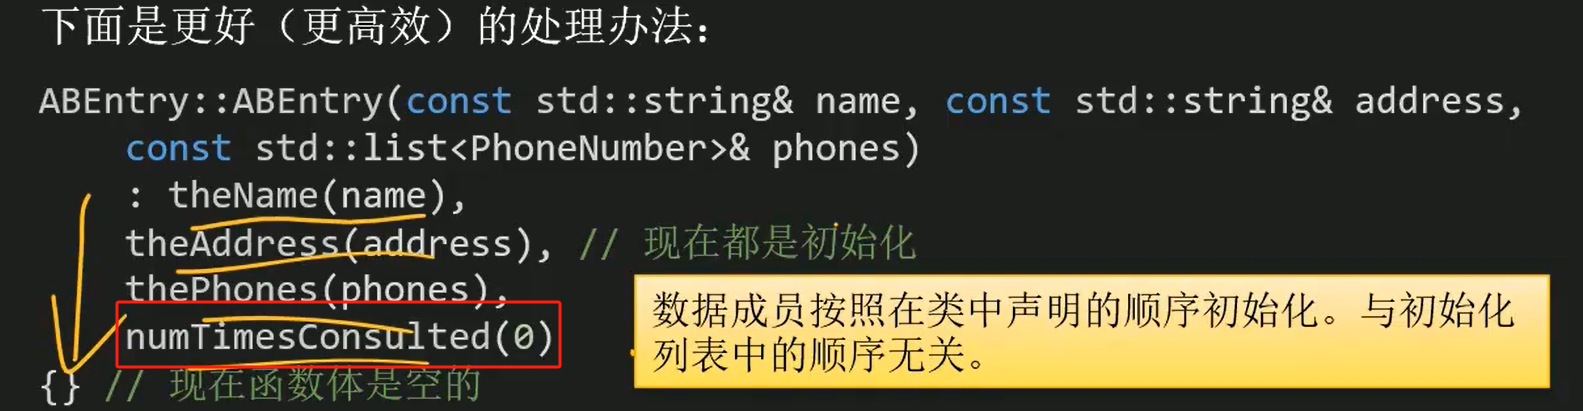 下面是更好（更高效）的处理办法：
ABEntry::ABEntry(const std::string& name, const std::string& address,
const std::list<PhoneNumber>& phones)
: theName(name),
theAddress(address), // 现在都是初始化
thePhones(phones),
numTimesConsulted(0)
{} // 现在函数体是空的
数据成员按照在类中声明的顺序初始化。与初始化
列表中的顺序无关。